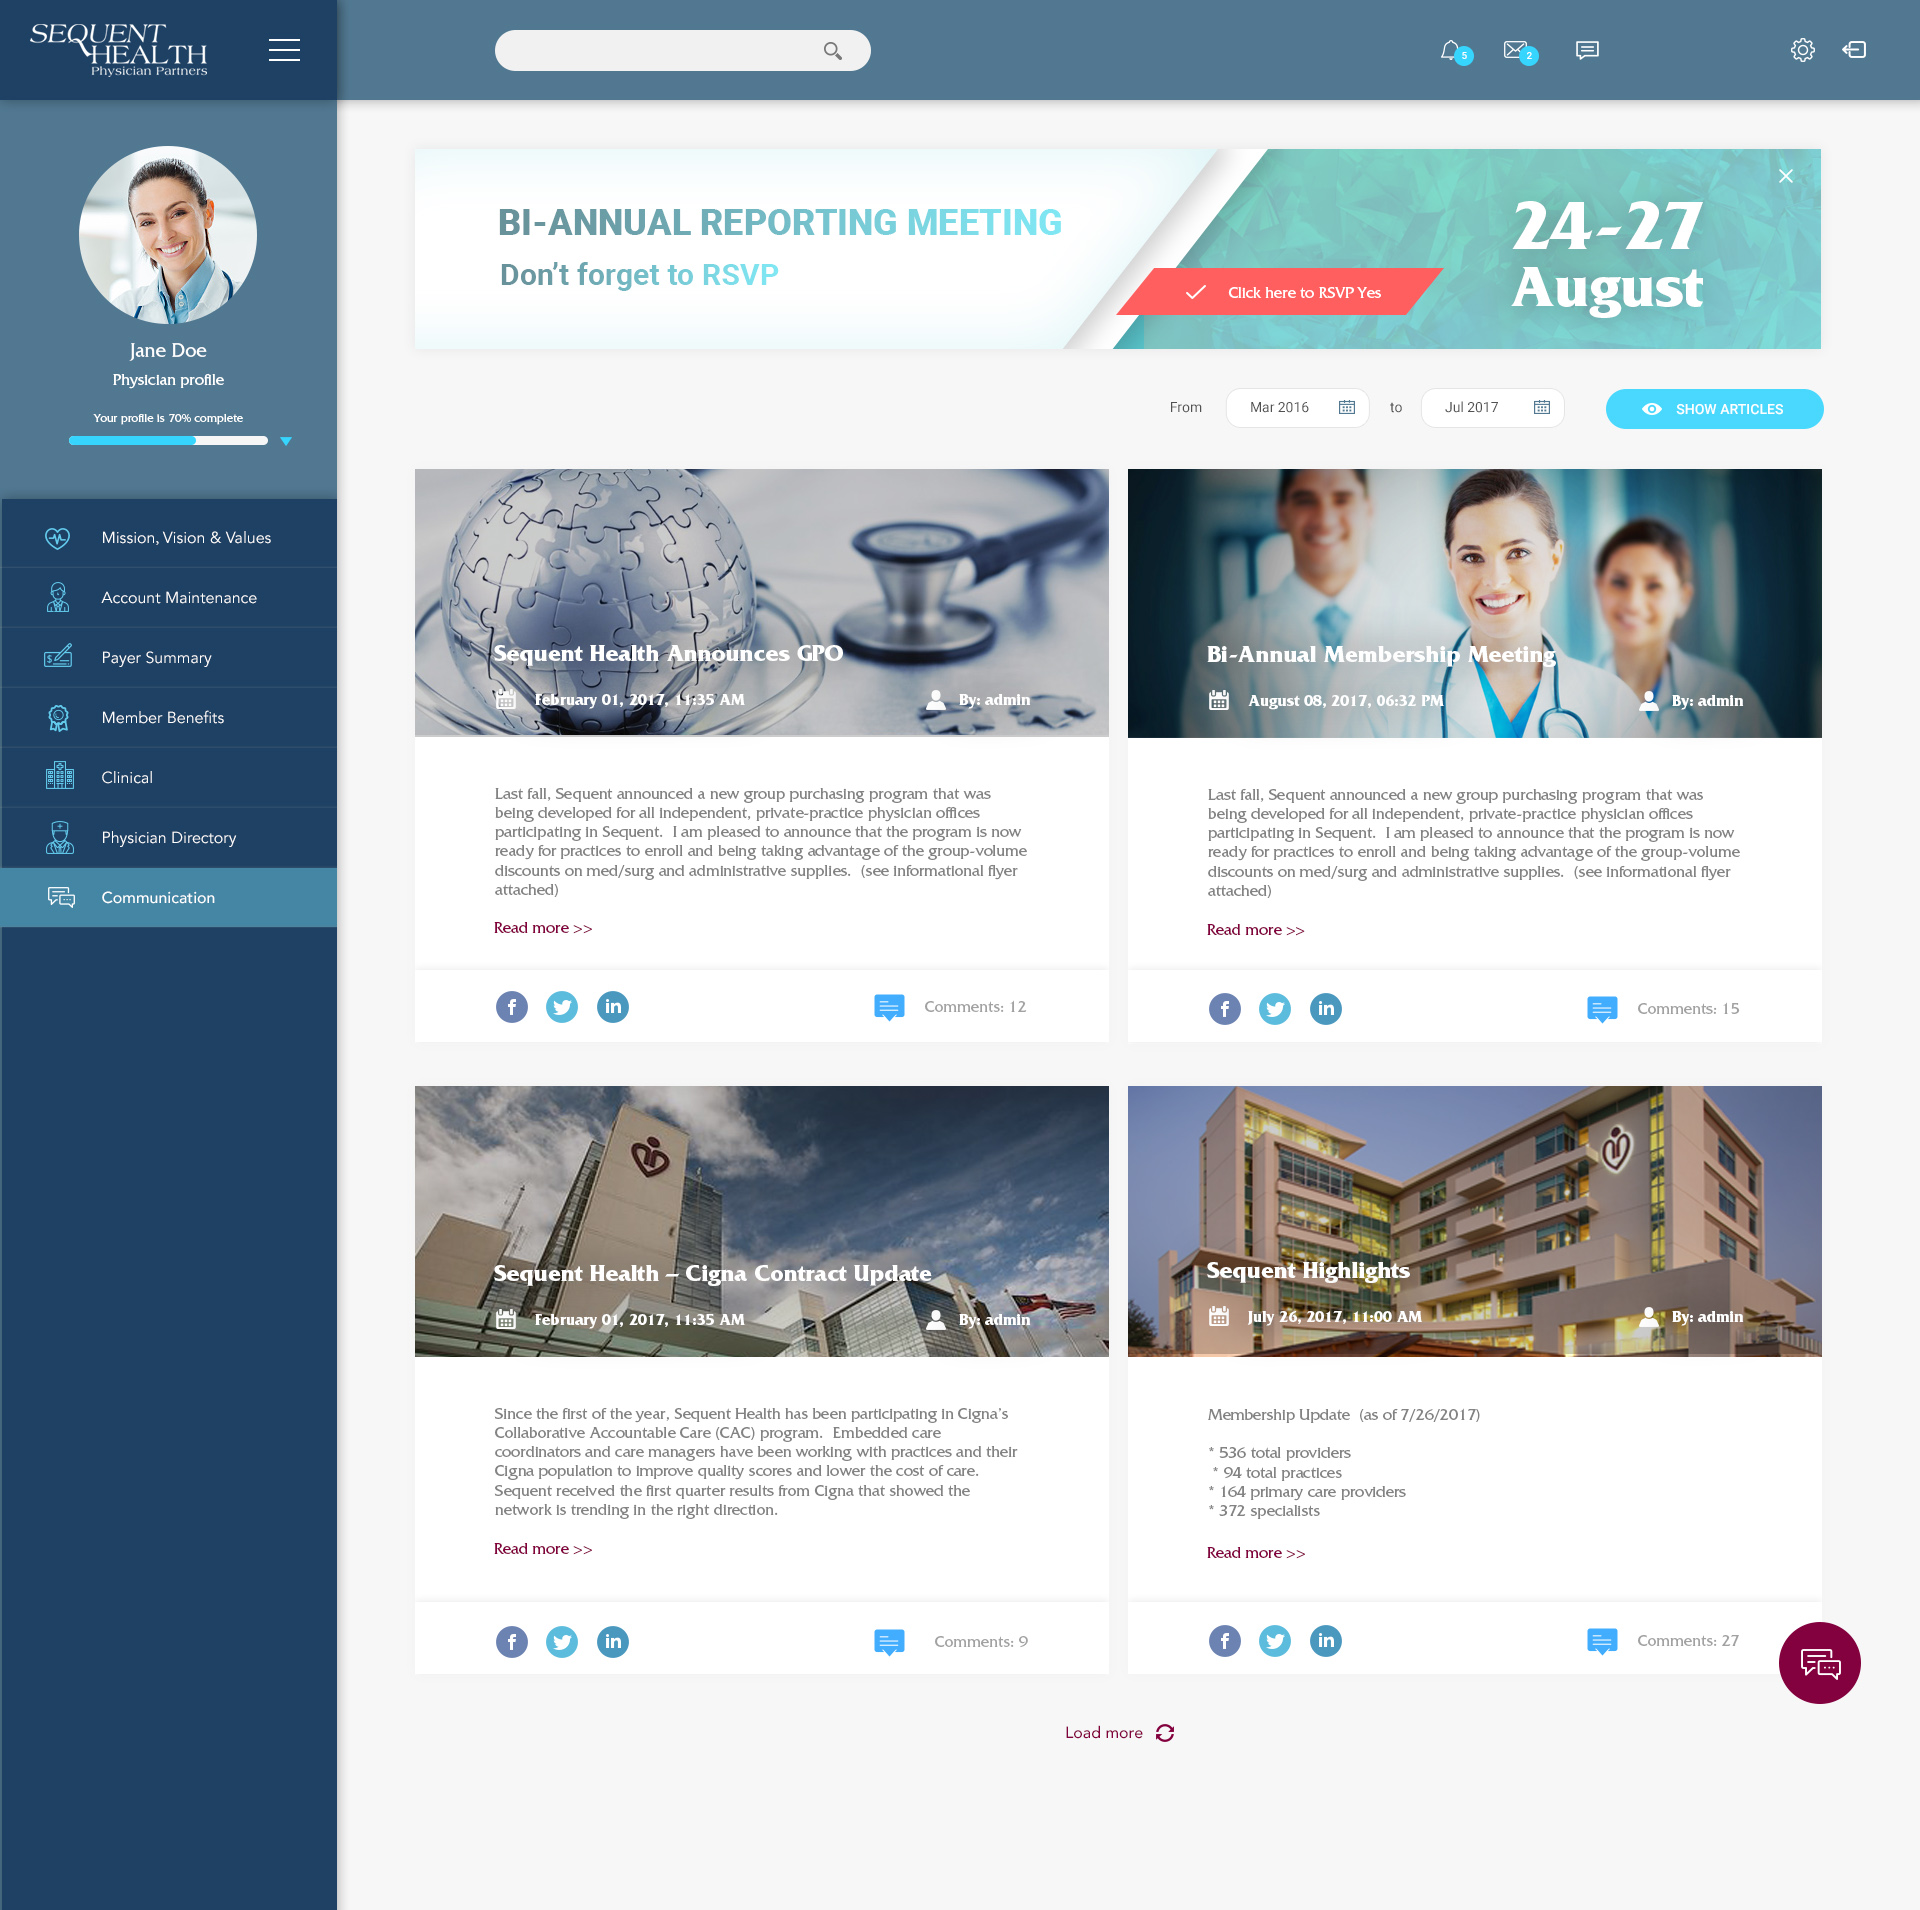 SEQUENT
HEALTH
Physician Partners
5
2
Jane Doe
Physician profile
Your profile is 70% complete
Mission, Vision & Values
Account Maintenance
Payer Summary
Member Benefits
Clinical
Physician Directory
Communication
BI-ANNUAL REPORTING MEETING
Don't forget to RSVP
Click here to RSVP Yes
24-27
August
From
Mar 2016
to
Jul 2017
SHOW ARTICLES
Sequent Health Announces GPO
February 01, 2017, 11:35 AM
By: admin
Last fall, Sequent announced a new group purchasing program that was
being developed for all independent, private-practice physician offices
participating in Sequent.  I am pleased to announce that the program is now
ready for practices to enroll and being taking advantage of the group-volume
discounts on med/surg and administrative supplies.  (see informational flyer
attached)
Read more >>
f
in
Comments: 12
Bi-Annual Membership Meeting
August 08, 2017, 06:32 PM
By: admin
Last fall, Sequent announced a new group purchasing program that was
being developed for all independent, private-practice physician offices
participating in Sequent.  I am pleased to announce that the program is now
ready for practices to enroll and being taking advantage of the group-volume
discounts on med/surg and administrative supplies.  (see informational flyer
attached)
Read more >>
f
in
Comments: 15
Sequent Health – Cigna Contract Update
February 01, 2017, 11:35 AM
By: admin
Since the first of the year, Sequent Health has been participating in Cigna's
Collaborative Accountable Care (CAC) program.  Embedded care
coordinators and care managers have been working with practices and their
Cigna population to improve quality scores and lower the cost of care.
Sequent received the first quarter results from Cigna that showed the
network is trending in the right direction.
Read more >>
f
in
Comments: 9
Sequent Highlights
July 26, 2017, 11:00 AM
By: admin
Membership Update  (as of 7/26/2017)
* 536 total providers
* 94 total practices
* 164 primary care providers
* 372 specialists
Read more >>
f
in
Comments: 27
Load more